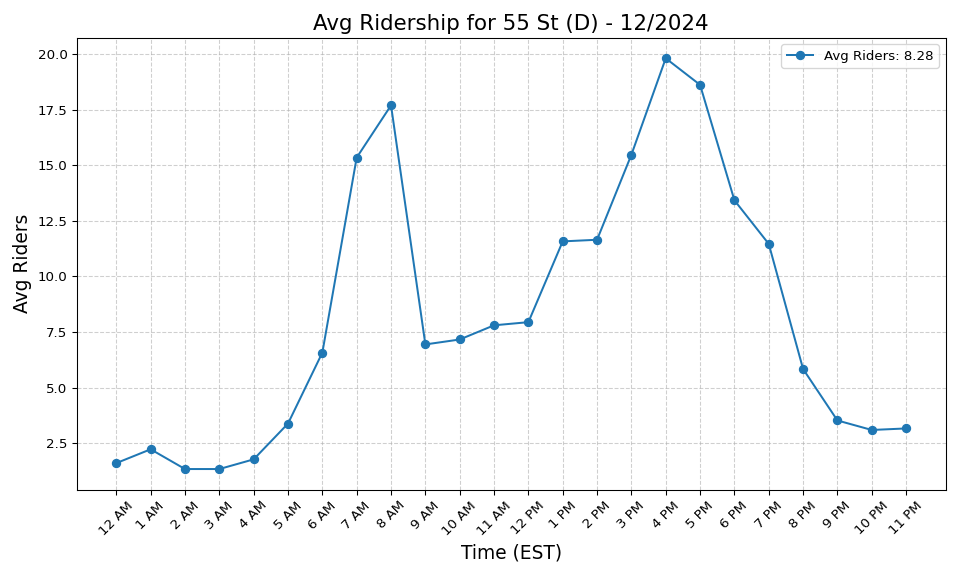 Avg Ridership for 55 St (D) - 12/2024
Avg Riders: 8.28
Avg Riders
20.0
17.5
15.0
12.5
10.0
7.5
5.0
2.5
12 AM
1 AM
2 AM
3 AM
4 AM
5 AM
6 AM
7 AM
8 AM
9 AM
10 AM
11 AM
12 PM
1 PM
2 PM
3 PM
4 PM
5 PM
6 PM
7 PM
8 PM
9 PM
10 PM
11 PM
Time (EST)